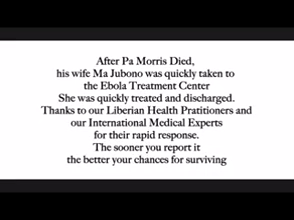 After Pa Morris Died,
his wife Ma Jubono was quickly taken to
the Ebola Treatment Center
She was quickly treated and discharged.
Thanks to our Liberian Health Pratitioners and
our International Medical Experts
for their rapid response.
The sooner you report it
the better your chances for surviving